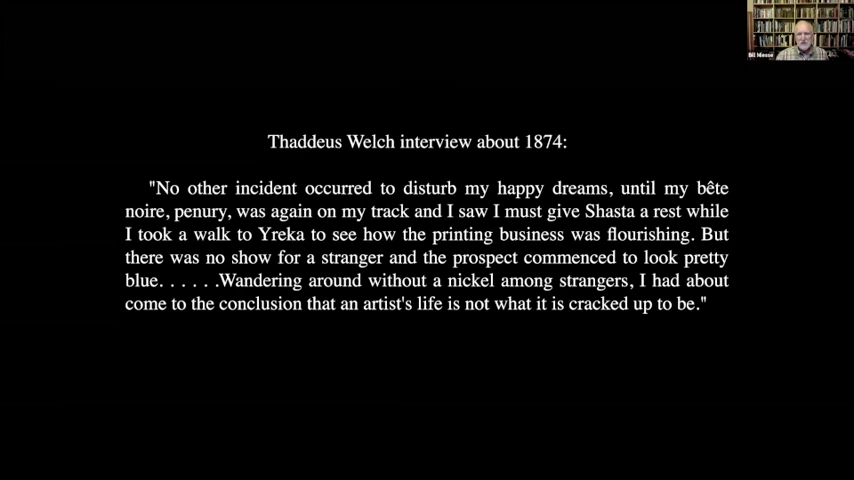 Bill Miesse
Thaddeus Welch interview about 1874:
"No other incident occurred to disturb my happy dreams, until my bête
noire, penury, was again on my track and I saw I must give Shasta a rest while
I took a walk to Yreka to see how the printing business was flourishing. But
there was no show for a stranger and the prospect commenced to look pretty
blue. . . . . .Wandering around without a nickel among strangers, I had about
come to the conclusion that an artist's life is not what it is cracked up to be."